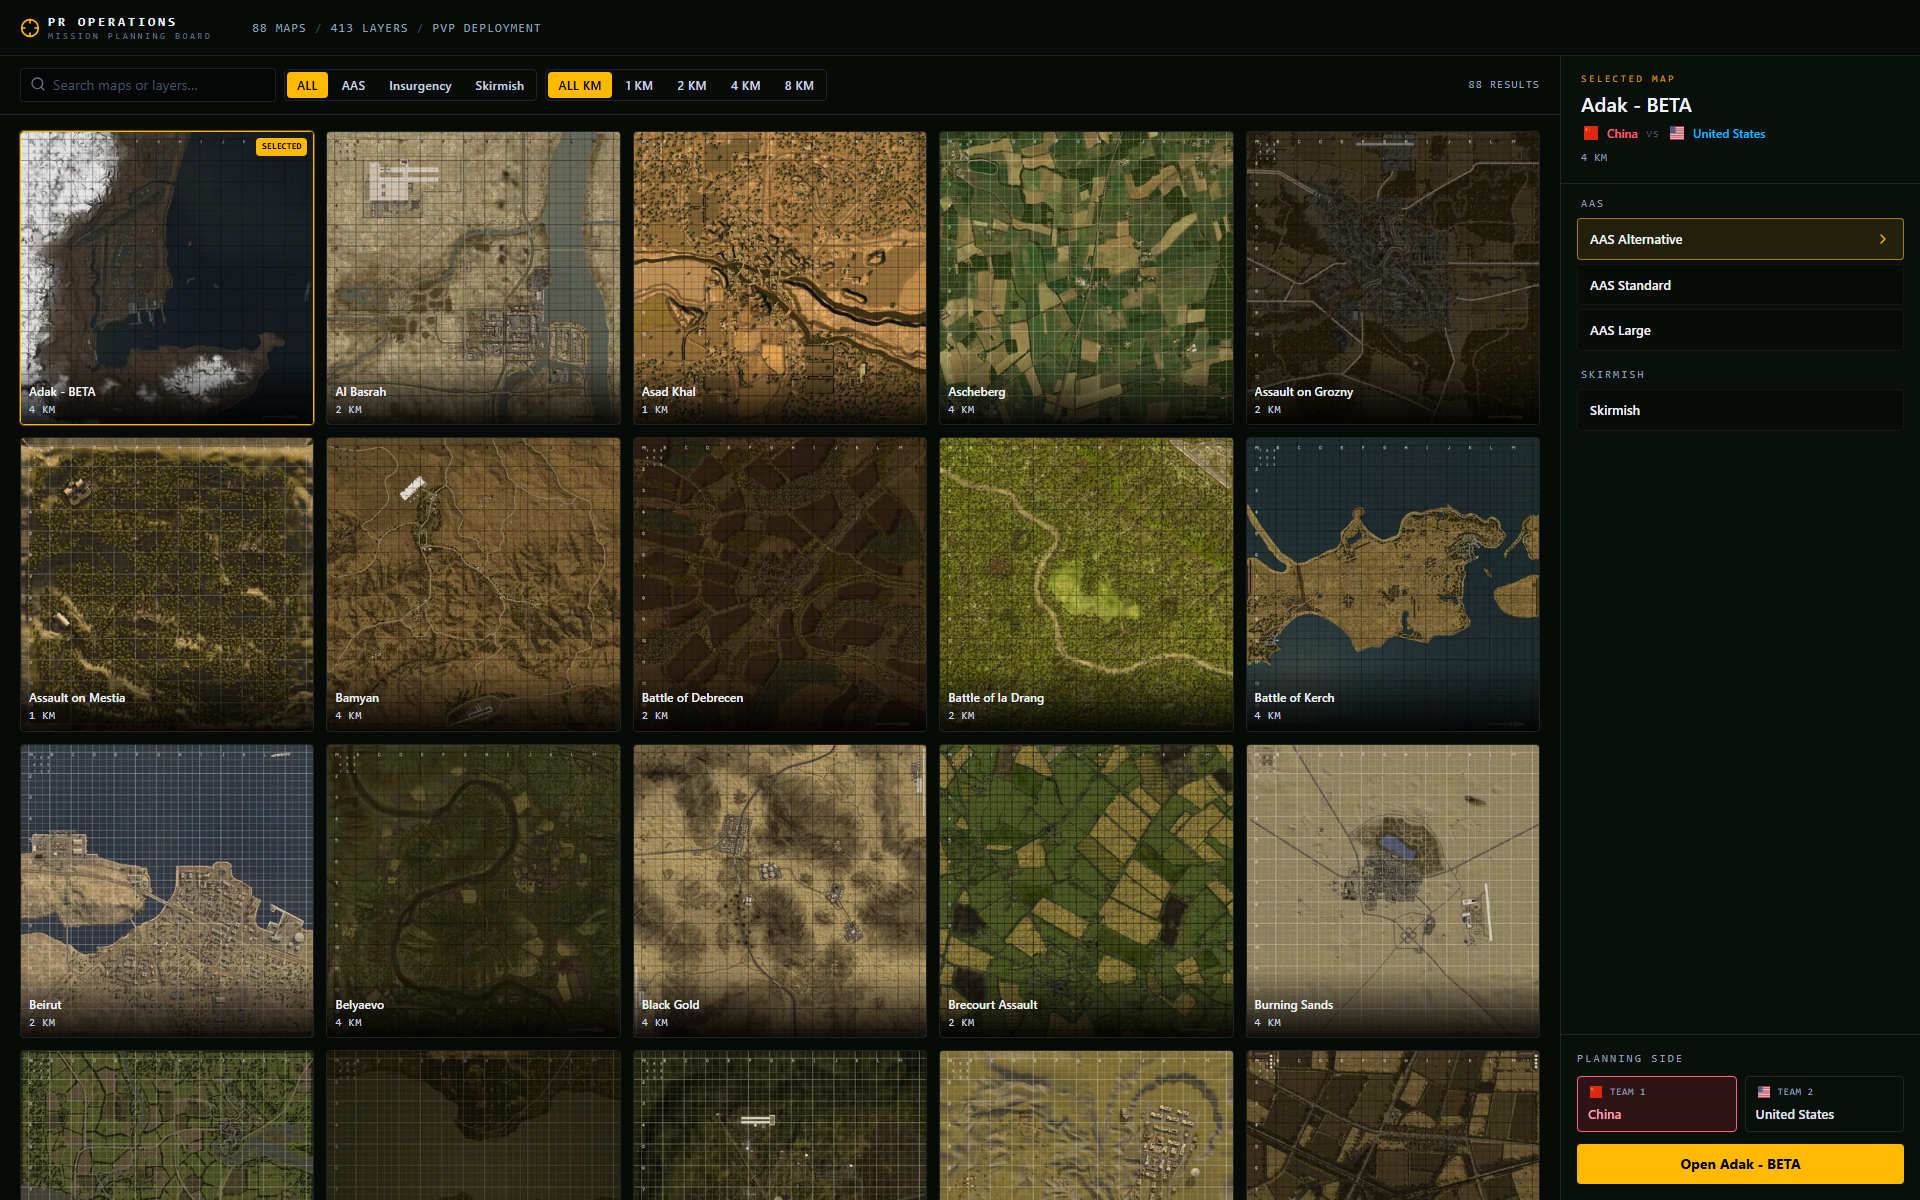 PR OPERATIONS
MISSION PLANNING BOARD
88 MAPS / 413 LAYERS / PVP DEPLOYMENT
Search maps or layers...
ALL AAS Insurgency Skirmish
ALL KM 1 KM 2 KM 4 KM 8 KM
88 RESULTS
SELECTED
Adak - BETA
4 KM
Al Basrah
2 KM
Asad Khal
1 KM
Ascheberg
4 KM
Assault on Grozny
2 KM
Assault on Mestia
1 KM
Bamyan
4 KM
Battle of Debrecen
2 KM
Battle of Ia Drang
2 KM
Battle of Kerch
4 KM
Beirut
2 KM
Belyaevo
4 KM
Black Gold
4 KM
Brecourt Assault
2 KM
Burning Sands
4 KM
SELECTED MAP
Adak - BETA
China VS United States
4 KM
AAS
AAS Alternative
AAS Standard
AAS Large
SKIRMISH
Skirmish
PLANNING SIDE
TEAM 1
China
TEAM 2
United States
Open Adak - BETA